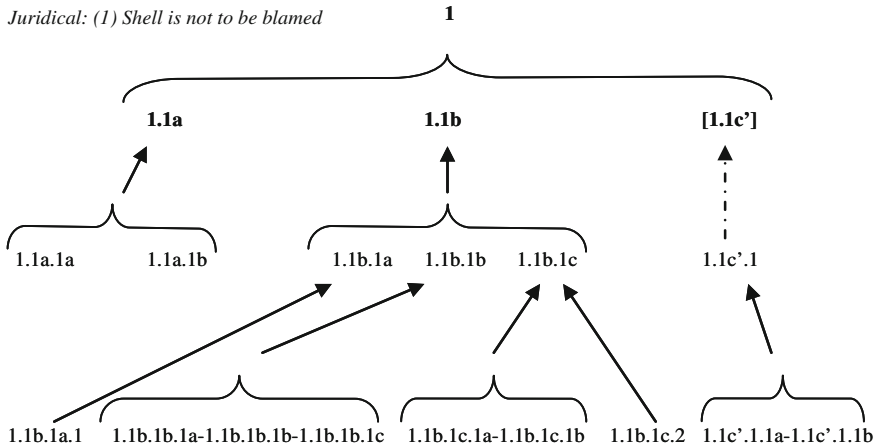 Juridical: (1) Shell is not to be blamed 1
1.1a 1.1b [1.1c’]
1.1a.1a 1.1a.1b 1.1b.1a 1.1b.1b 1.1b.1c 1.1c’.1
1.1b.1a.1 1.1b.1b.1a-1.1b.1b.1b-1.1b.1b.1c 1.1b.1c.1a-1.1b.1c.1b 1.1b.1c.2 1.1c’.1.1a-1.1c’.1.1b